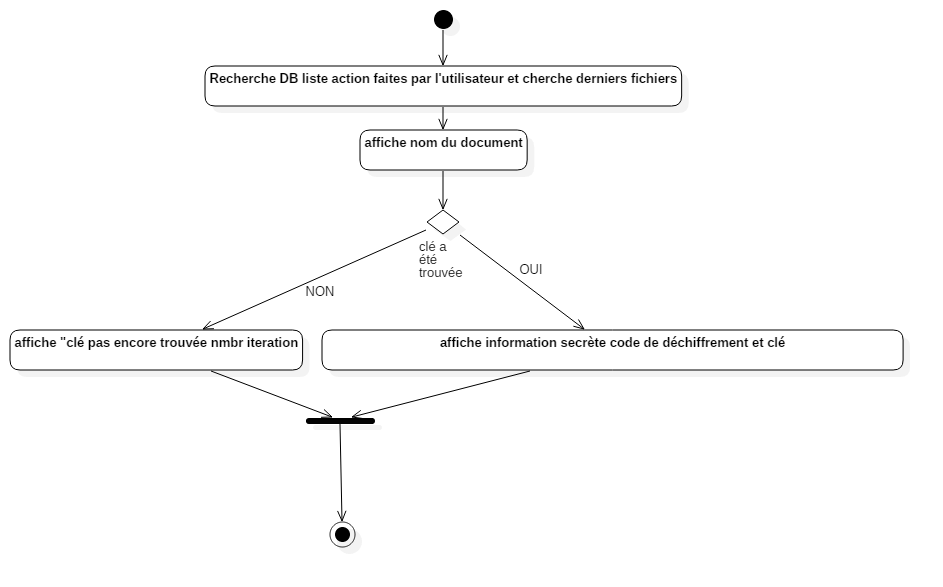 Recherche DB liste action faites par l'utilisateur et cherche derniers fichiers
affiche nom du document
clé a
été
trouvée
OUI
NON
affiche "clé pas encore trouvée nmbr iteration
affiche information secrète code de déchiffrement et clé